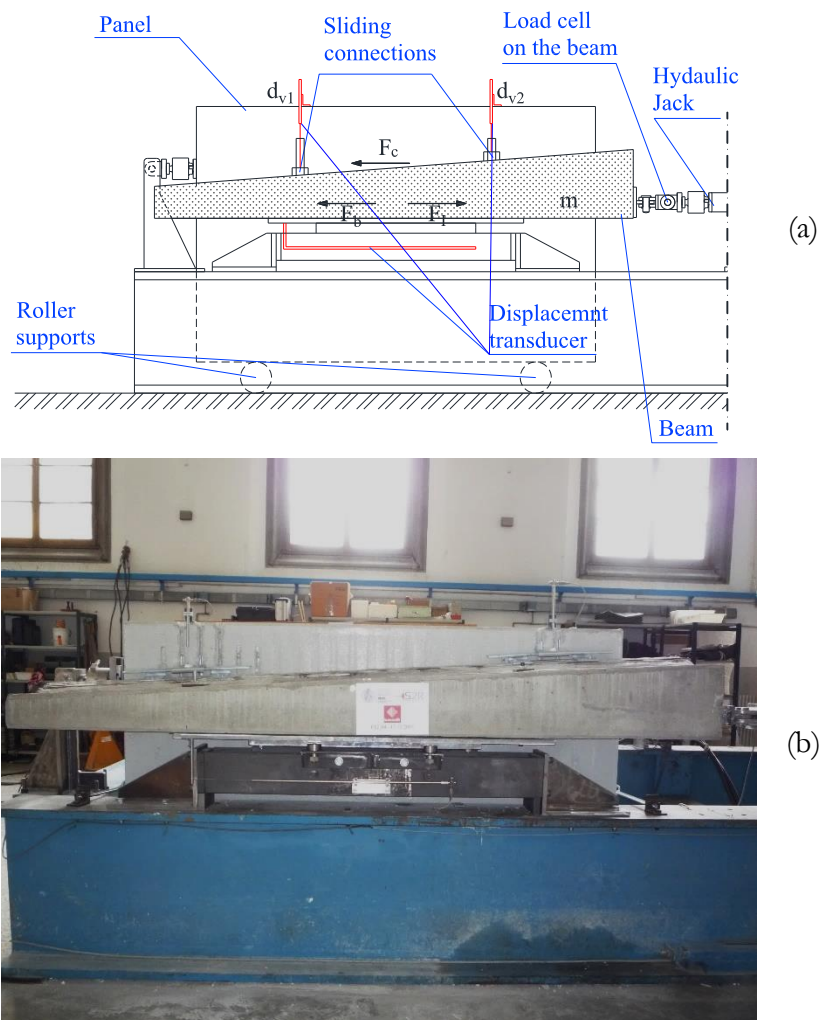 Panel
Sliding
connections
Load cell
on the beam
Hydaulic
Jack
dv1
dv2
Fc
Fb
FI
m
(a)
Roller
supports
Displacemnt
transducer
Beam
(b)